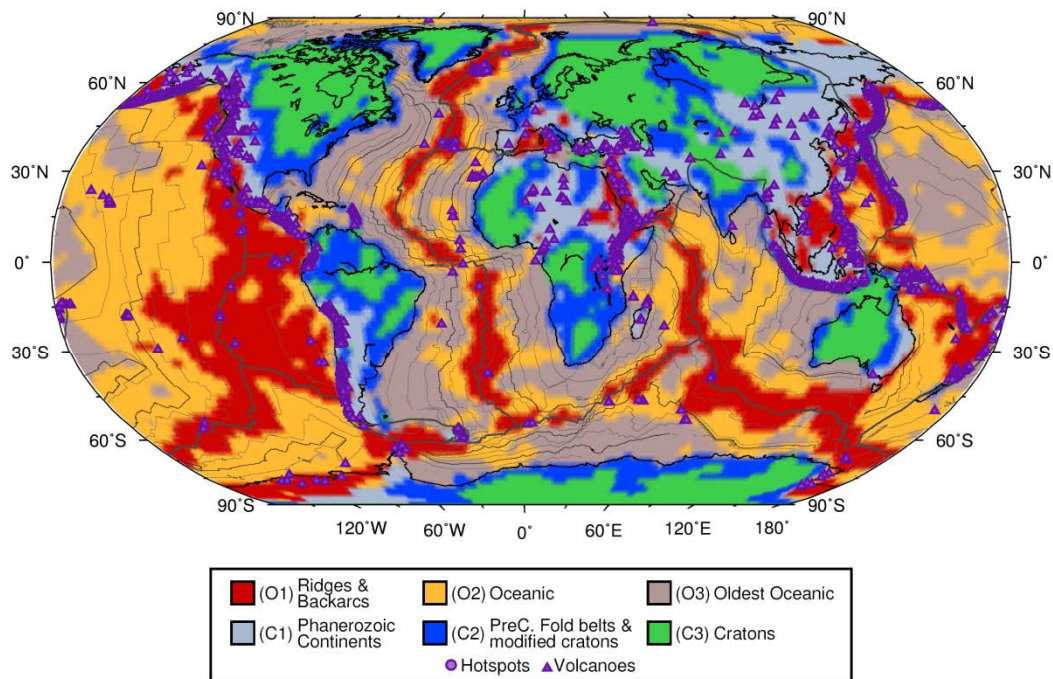 90˚N 90˚N
60˚N 60˚N
30˚N 30˚N
0˚ 0˚
30˚S 30˚S
60˚S 60˚S
90˚S 90˚S
120˚W 60˚W 0˚ 60˚E 120˚E 180˚
(O1) Ridges & Backarcs
(O2) Oceanic
(O3) Oldest Oceanic
(C1) Phanerozoic Continents
(C2) PreC. Fold belts & modified cratons
(C3) Cratons
Hotspots Volcanoes